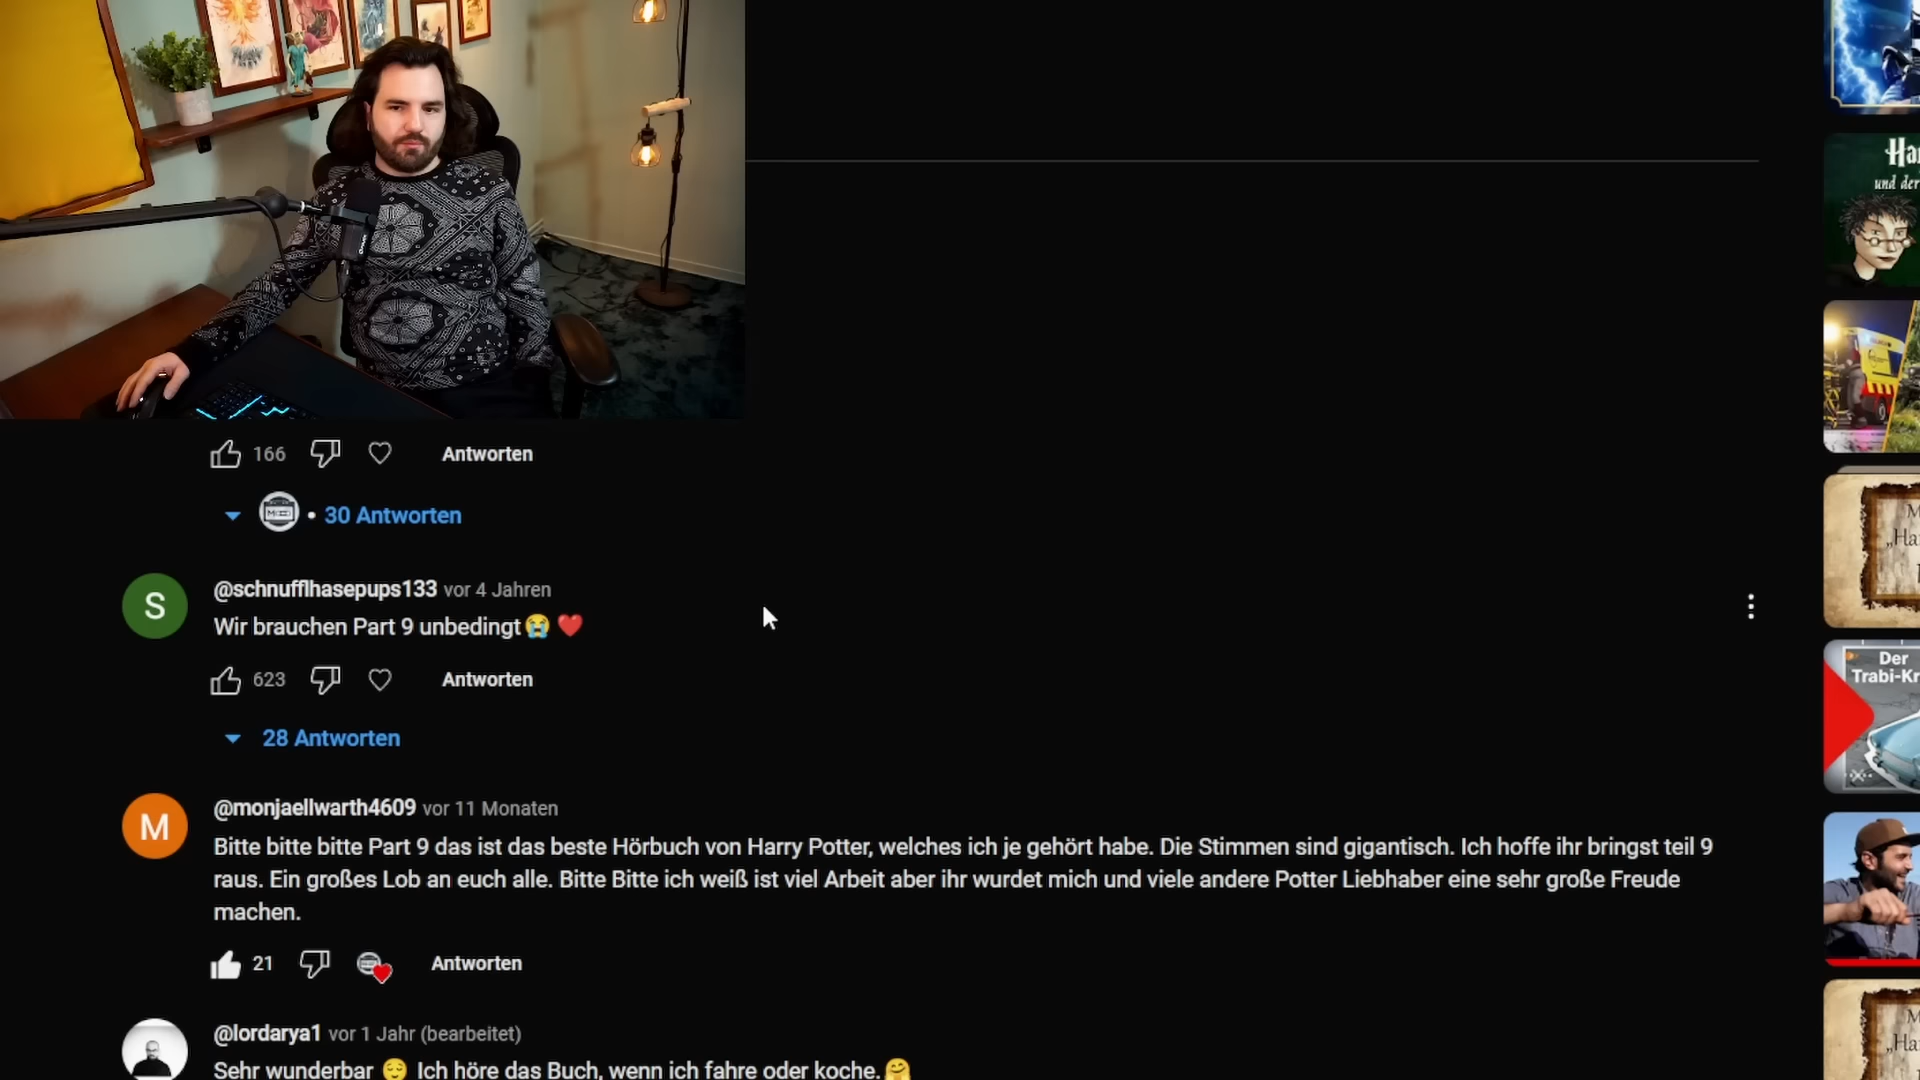 166
Antworten
30 Antworten
@schnufflhasepups133 vor 4 Jahren
Wir brauchen Part 9 unbedingt😭 ❤️
623
Antworten
28 Antworten
@monjaellwarth4609 vor 11 Monaten
Bitte bitte bitte Part 9 das ist das beste Hörbuch von Harry Potter, welches ich je gehört habe. Die Stimmen sind gigantisch. Ich hoffe ihr bringst teil 9
raus. Ein großes Lob an euch alle. Bitte Bitte ich weiß ist viel Arbeit aber ihr wurdet mich und viele andere Potter Liebhaber eine sehr große Freude
machen.
21
Antworten
@lordarya1 vor 1 Jahr (bearbeitet)
Sehr wunderbar 😌 Ich höre das Buch, wenn ich fahre oder koche.🤗
S
M
Ha
und der
M
„Ha
Der
Trabi-Kr
M
„Ha